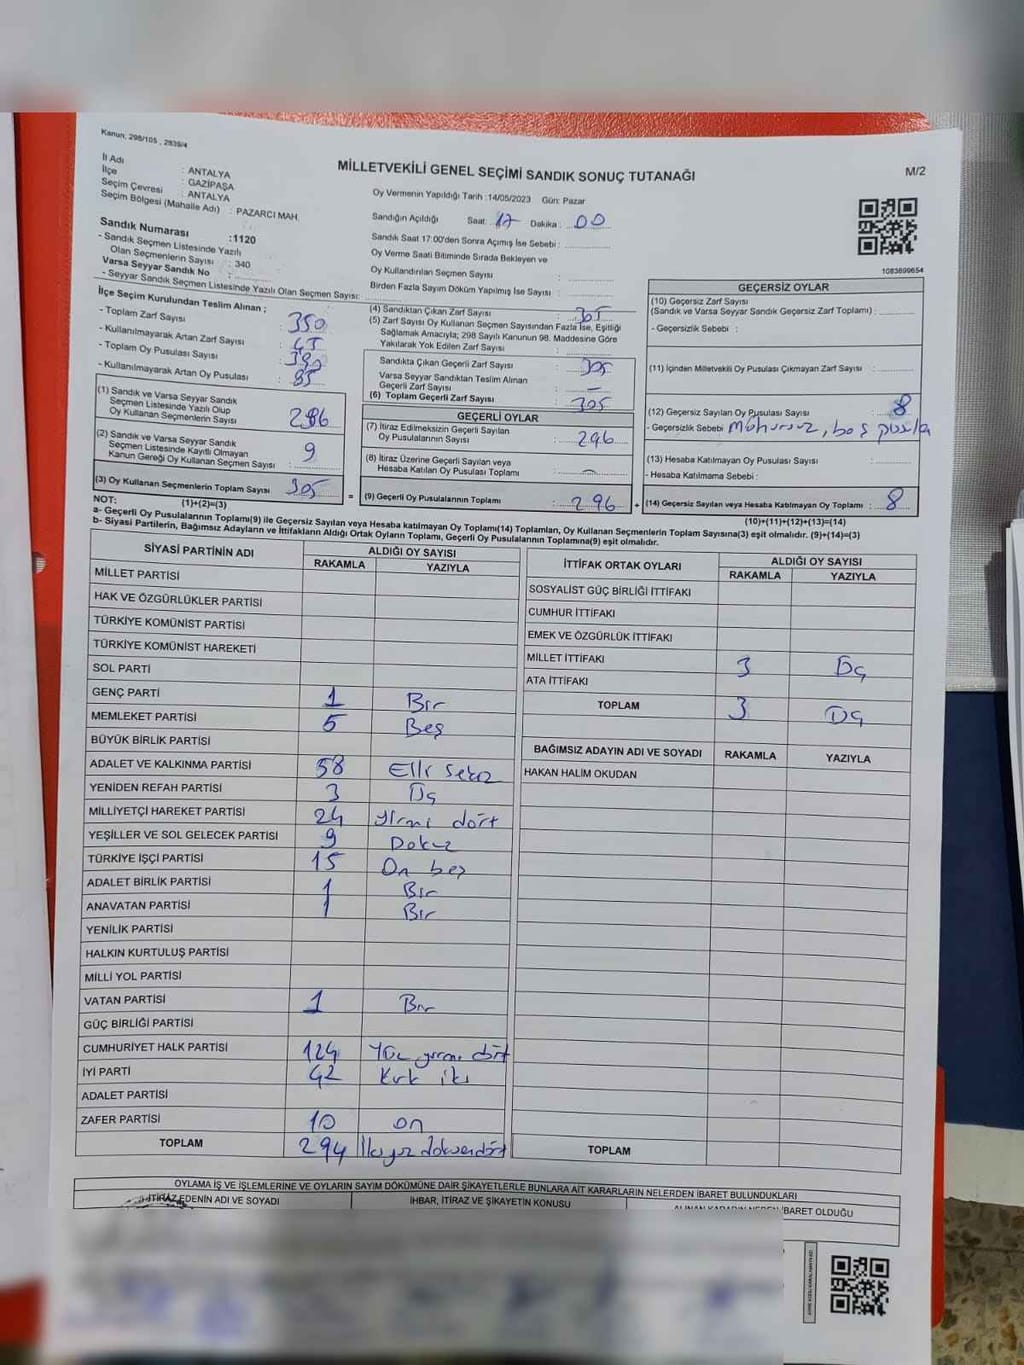 Kanun, 298/105 , 2839/4
İl Adı : ANTALYA
İlçe : GAZİPAŞA
Seçim Çevresi : ANTALYA
Seçim Bölgesi (Mahalle Adı) : PAZARCI MAH.
MİLLETVEKİLİ GENEL SEÇİMİ SANDIK SONUÇ TUTANAĞI
M/2
Oy Vermenin Yapıldığı Tarih :14/05/2023 Gün: Pazar
Sandığın Açıldığı Saat: 17 Dakika : 00
Sandık Saat 17:00'den Sonra Açımış İse Sebebi :
Oy Verme Saati Bitiminde Sırada Bekleyen ve
Oy Kullandırılan Seçmen Sayısı :
Birden Fazla Sayım Döküm Yapılmış İse Sayısı :
1083699654
Sandık Numarası :1120
- Sandık Seçmen Listesinde Yazılı
Olan Seçmenlerin Sayısı : 340
Varsa Seyyar Sandık No :
- Seyyar Sandık Seçmen Listesinde Yazılı Olan Seçmen Sayısı:
İlçe Seçim Kurulundan Teslim Alınan ;
- Toplam Zarf Sayısı : 350
- Kullanılmayarak Artan Zarf Sayısı : 45
- Toplam Oy Pusulası Sayısı : 390
- Kullanılmayarak Artan Oy Pusulası : 85
(1) Sandık ve Varsa Seyyar Sandık
Seçmen Listesinde Yazılı Olup
Oy Kullanan Seçmenlerin Sayısı : 286
(2) Sandık ve Varsa Seyyar Sandık
Seçmen Listesinde Kayıtlı Olmayan
Kanun Gereği Oy Kullanan Seçmen Sayısı : 9
(3) Oy Kullanan Seçmenlerin Toplam Sayısı : 305
(1)+(2)=(3)
(4) Sandıktan Çıkan Zarf Sayısı : 305
(5) Zarf Sayısı Oy Kullanan Seçmen Sayısından Fazla İse, Eşitliği
Sağlamak Amacıyla; 298 Sayılı Kanunun 98. Maddesine Göre
Yakılarak Yok Edilen Zarf Sayısı :
Sandıkta Çıkan Geçerli Zarf Sayısı : 305
Varsa Seyyar Sandıktan Teslim Alınan
Geçerli Zarf Sayısı : –
(6) Toplam Geçerli Zarf Sayısı : 305
GEÇERLİ OYLAR
(7) İtiraz Edilmeksizin Geçerli Sayılan
Oy Pusulalarının Sayısı : 296
(8) İtiraz Üzerine Geçerli Sayılan veya
Hesaba Katılan Oy Pusulası Toplamı : –
= (9) Geçerli Oy Pusulalarının Toplamı : 296
GEÇERSİZ OYLAR
(10) Geçersiz Zarf Sayısı
(Sandık ve Varsa Seyyar Sandık Geçersiz Zarf Toplamı) :
- Geçersizlik Sebebi :
(11) İçinden Milletvekili Oy Pusulası Çıkmayan Zarf Sayısı :
(12) Geçersiz Sayılan Oy Pusulası Sayısı : 8
- Geçersizlik Sebebi : Mühürsüz, boş pusula
(13) Hesaba Katılmayan Oy Pusulası Sayısı :
- Hesaba Katılmama Sebebi :
+ (14) Geçersiz Sayılan veya Hesaba Katılmayan Oy Toplamı : 8
(10)+(11)+(12)+(13)=(14)
NOT:
a- Geçerli Oy Pusulalarının Toplamı(9) ile Geçersiz Sayılan veya Hesaba katılmayan Oy Toplamı(14) Toplamları, Oy Kullanan Seçmenlerin Toplam Sayısına(3) eşit olmalıdır. (9)+(14)=(3)
b- Siyasi Partilerin, Bağımsız Adayların ve İttifakların Aldığı Ortak Oyların Toplamı, Geçerli Oy Pusulalarının Toplamına(9) eşit olmalıdır.
SİYASİ PARTİNİN ADI ALDIĞI OY SAYISI
RAKAMLA YAZIYLA
MİLLET PARTİSİ
HAK VE ÖZGÜRLÜKLER PARTİSİ
TÜRKİYE KOMÜNİST PARTİSİ
TÜRKİYE KOMÜNİST HAREKETİ
SOL PARTİ
GENÇ PARTİ 1 Bir
MEMLEKET PARTİSİ 5 Beş
BÜYÜK BİRLİK PARTİSİ
ADALET VE KALKINMA PARTİSİ 58 Elli sekiz
YENİDEN REFAH PARTİSİ 3 Üç
MİLLİYETÇİ HAREKET PARTİSİ 24 yirmi dört
YEŞİLLER VE SOL GELECEK PARTİSİ 9 Dokuz
TÜRKİYE İŞÇİ PARTİSİ 15 On beş
ADALET BİRLİK PARTİSİ 1 Bir
ANAVATAN PARTİSİ 1 Bir
YENİLİK PARTİSİ
HALKIN KURTULUŞ PARTİSİ
MİLLİ YOL PARTİSİ
VATAN PARTİSİ 1 Bir
GÜÇ BİRLİĞİ PARTİSİ
CUMHURİYET HALK PARTİSİ 124 Yüz yirmi dört
İYİ PARTİ 42 Kırk iki
ADALET PARTİSİ
ZAFER PARTİSİ 10 on
TOPLAM 294 İkiyüz doksandört
İTTİFAK ORTAK OYLARI ALDIĞI OY SAYISI
RAKAMLA YAZIYLA
SOSYALİST GÜÇ BİRLİĞİ İTTİFAKI
CUMHUR İTTİFAKI
EMEK VE ÖZGÜRLÜK İTTİFAKI
MİLLET İTTİFAKI 3 Üç
ATA İTTİFAKI
TOPLAM 3 Üç
BAĞIMSIZ ADAYIN ADI VE SOYADI RAKAMLA YAZIYLA
HAKAN HALİM OKUDAN
TOPLAM
OYLAMA İŞ VE İŞLEMLERİNE VE OYLARIN SAYIM DÖKÜMÜNE DAİR ŞİKAYETLERLE BUNLARA AİT KARARLARIN NELERDEN İBARET BULUNDUKLARI
İTİRAZ EDENİN ADI VE SOYADI İHBAR, İTİRAZ VE ŞİKAYETİN KONUSU ALINAN KARARIN NEDEN İBARET OLDUĞU